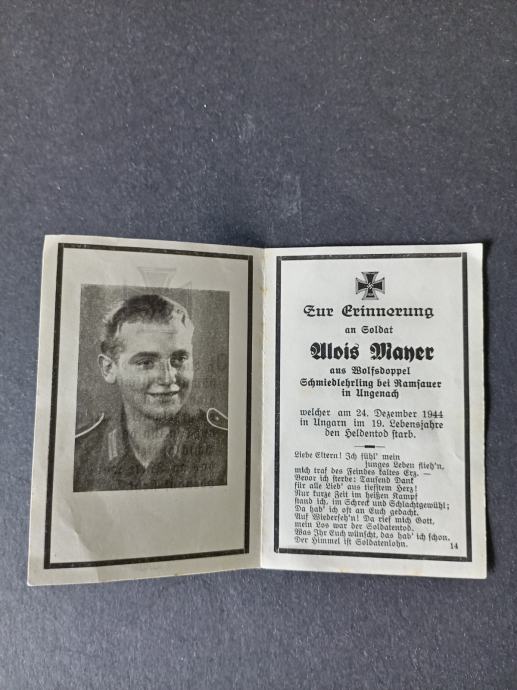 Zur Erinnerung
an Soldat
Alois Mayer
aus Wolfsdoppel
Schmiedlehrling bei Ramsauer
in Ungenach
welcher am 24. Dezember 1944
in Ungarn im 19. Lebensjahre
den Heldentod starb.
Liebe Eltern! Ich fühl' mein
junges Leben flieh'n,
mich traf des Feindes kaltes Erz. —
Bevor ich sterbe: Tausend Dank
für alle Lieb' aus tiefstem Herz!
Nur kurze Zeit im heißen Kampf
stand ich, im Schreck und Schlachtgewühl;
Da hab' ich oft an Euch gedacht.
Auf Wiederseh'n! Da rief mich Gott,
mein Los war der Soldatentod.
Was Ihr Euch wünscht, das hab' ich schon,
Der Himmel ist Soldatenlohn.
14